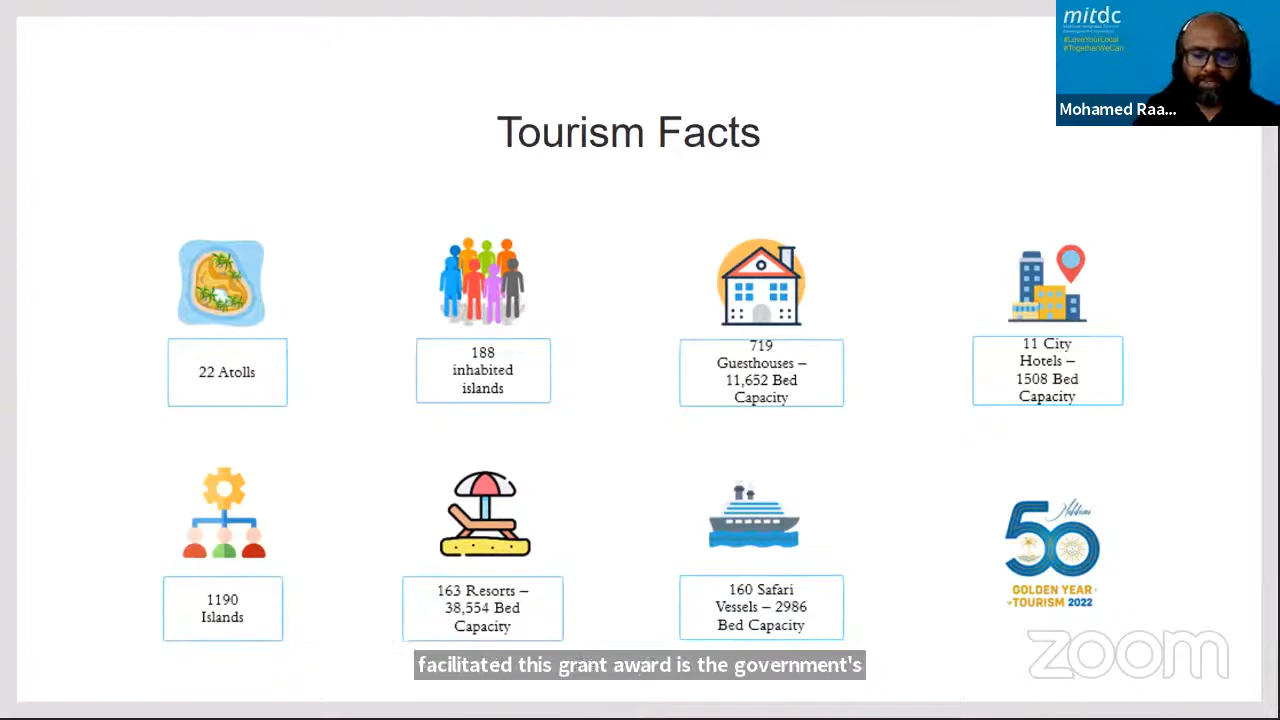 mitdc
#LoveYourLocal
#TogetherWeCan
Mohamed Raa...
Tourism Facts
22 Atolls
188
inhabited
islands
719
Guesthouses –
11,652 Bed
Capacity
11 City
Hotels –
1508 Bed
Capacity
1190
Islands
163 Resorts –
38,554 Bed
Capacity
160 Safari
Vessels – 2986
Bed Capacity
Maldives
50
GOLDEN YEAR
TOURISM 2022
zoom
facilitated this grant award is the government's